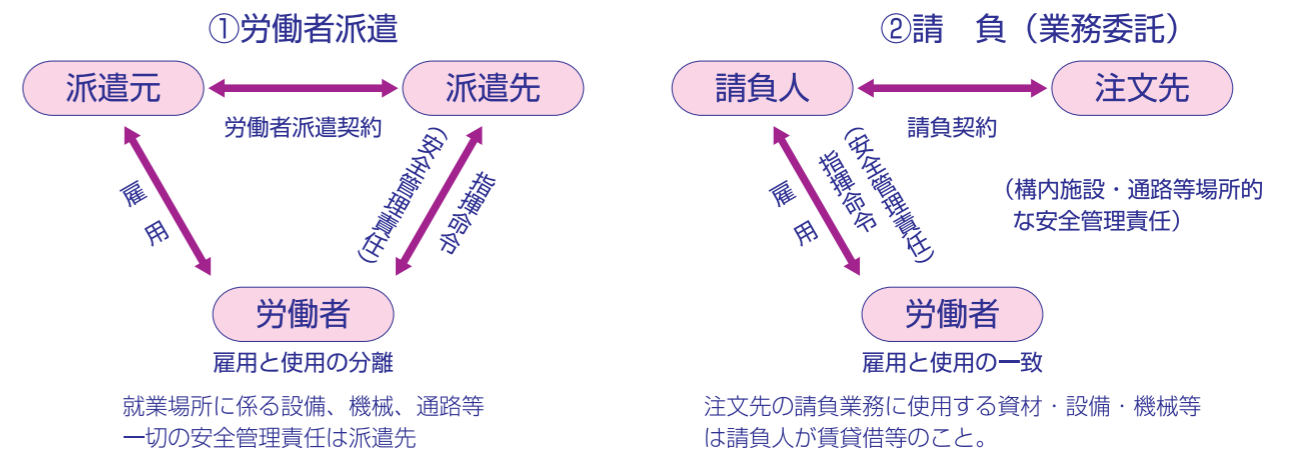 ①労働者派遣
派遣元
派遣先
労働者派遣契約
雇用
（安全管理責任）
指揮命令
労働者
雇用と使用の分離
就業場所に係る設備、機械、通路等
一切の安全管理責任は派遣先
②請　負（業務委託）
請負人
注文先
請負契約
雇用
指揮命令
（安全管理責任）
（構内施設・通路等場所的
な安全管理責任）
労働者
雇用と使用の一致
注文先の請負業務に使用する資材・設備・機械等
は請負人が賃貸借等のこと。